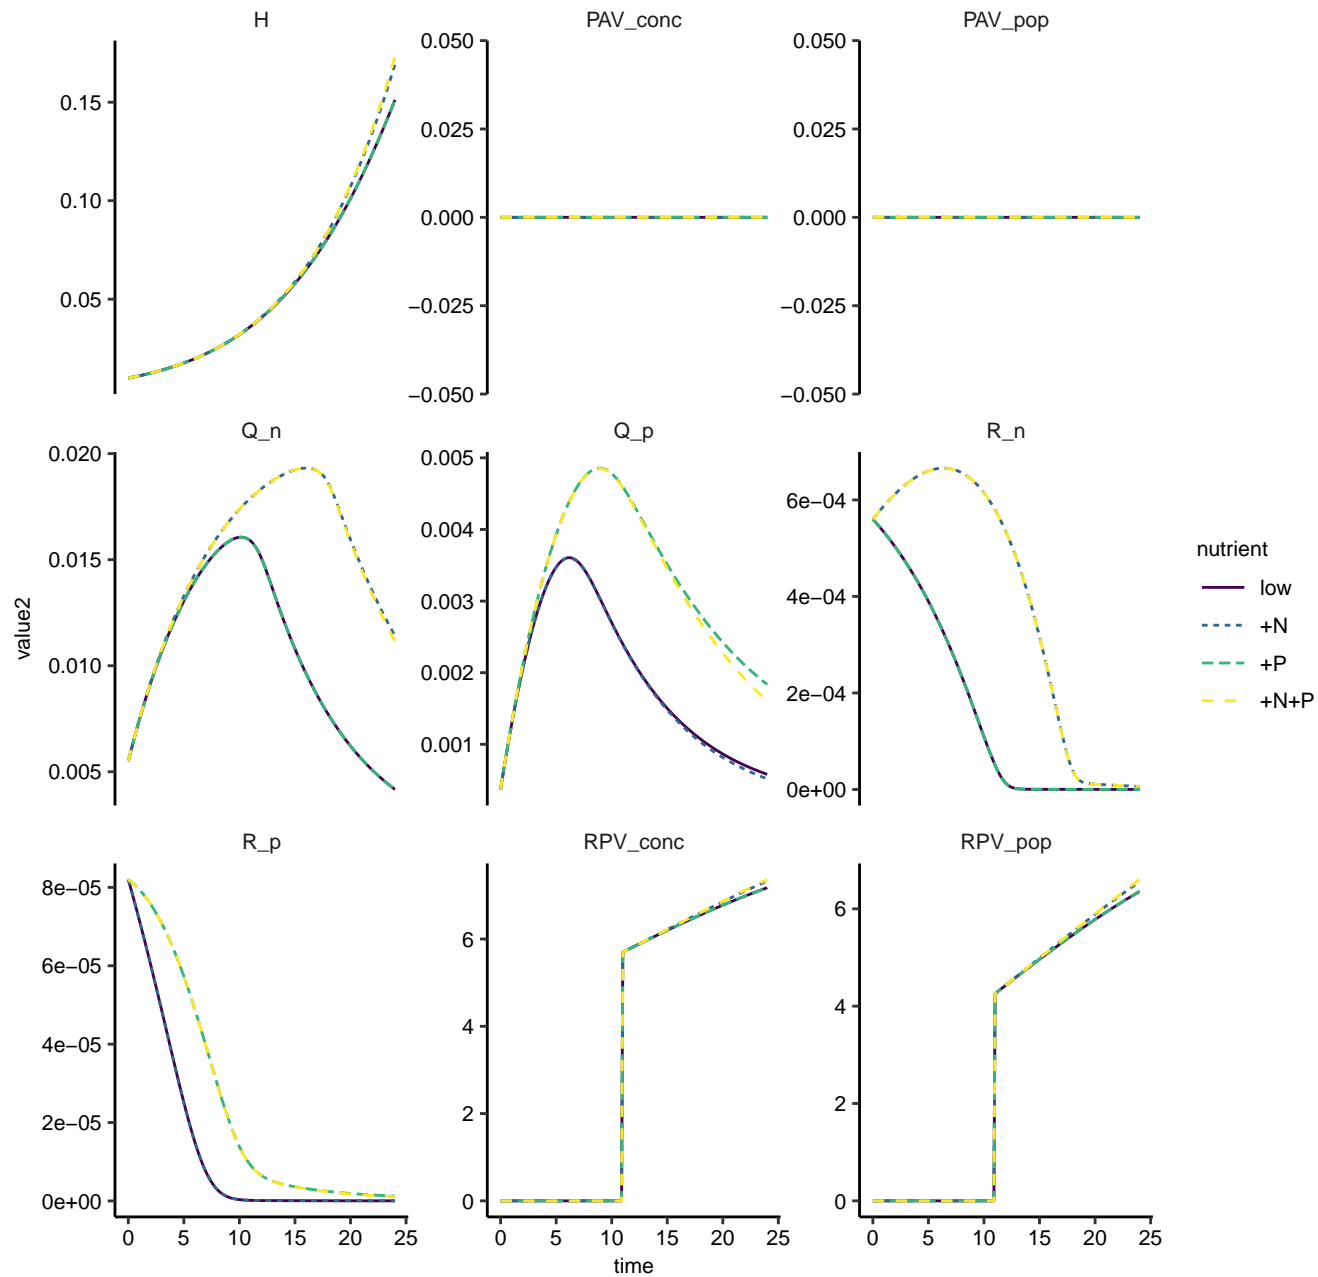 H
PAV_conc
PAV_pop
0.15
0.10
0.05
0.050
0.025
0.000
−0.025
−0.050
0.050
0.025
0.000
−0.025
−0.050
Q_n
Q_p
R_n
0.020
0.015
0.010
0.005
0.005
0.004
0.003
0.002
0.001
6e−04
4e−04
2e−04
0e+00
R_p
RPV_conc
RPV_pop
8e−05
6e−05
4e−05
2e−05
0e+00
6
4
2
0
6
4
2
0
0 5 10 15 20 25
0 5 10 15 20 25
0 5 10 15 20 25
time
value2
nutrient
low
+N
+P
+N+P